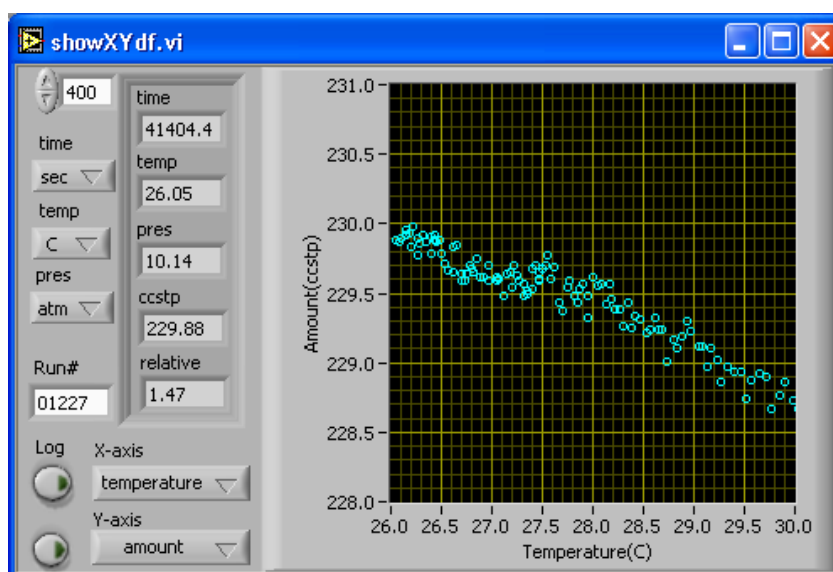 showXYdf.vi
400
time
sec
temp
C
pres
atm
Run#
01227
time
41404.4
temp
26.05
pres
10.14
ccstp
229.88
relative
1.47
Log
X-axis
temperature
Y-axis
amount
231.0
230.5
230.0
229.5
229.0
228.5
228.0
Amount(ccstp)
26.0 26.5 27.0 27.5 28.0 28.5 29.0 29.5 30.0
Temperature(C)